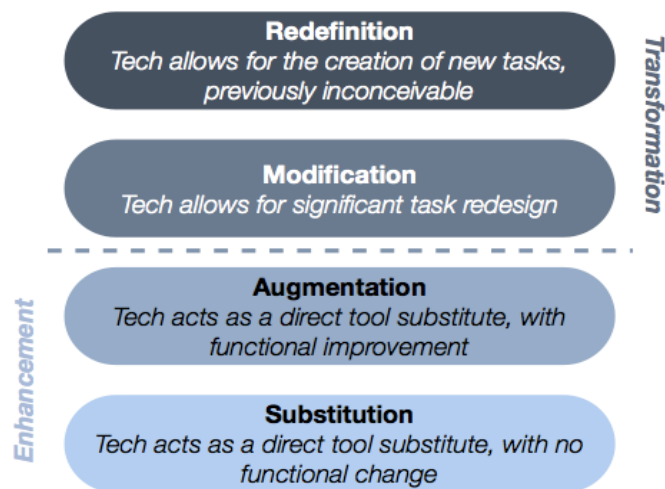 Redefinition
Tech allows for the creation of new tasks,
previously inconceivable
Transformation
Modification
Tech allows for significant task redesign
Augmentation
Tech acts as a direct tool substitute, with
functional improvement
Enhancement
Substitution
Tech acts as a direct tool substitute, with no
functional change